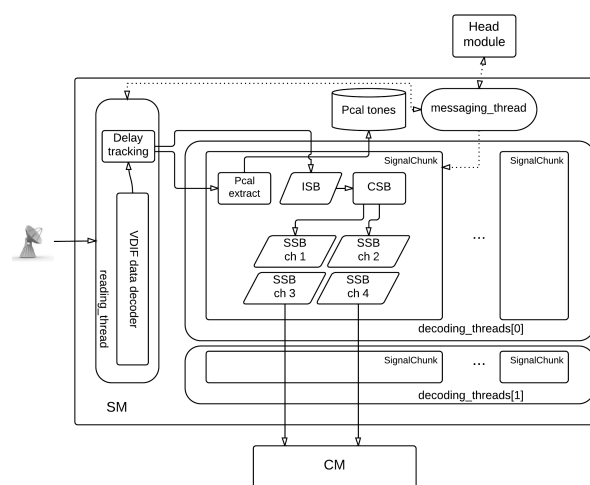 Head
module
messaging_thread
Pcal tones
Delay
tracking
SignalChunk
SignalChunk
Pcal
extract
ISB
CSB
VDIF data decoder
reading_thread
SSB
ch 1
SSB
ch 2
...
SSB
ch 3
SSB
ch 4
decoding_threads[0]
SignalChunk
...
SignalChunk
decoding_threads[1]
SM
CM